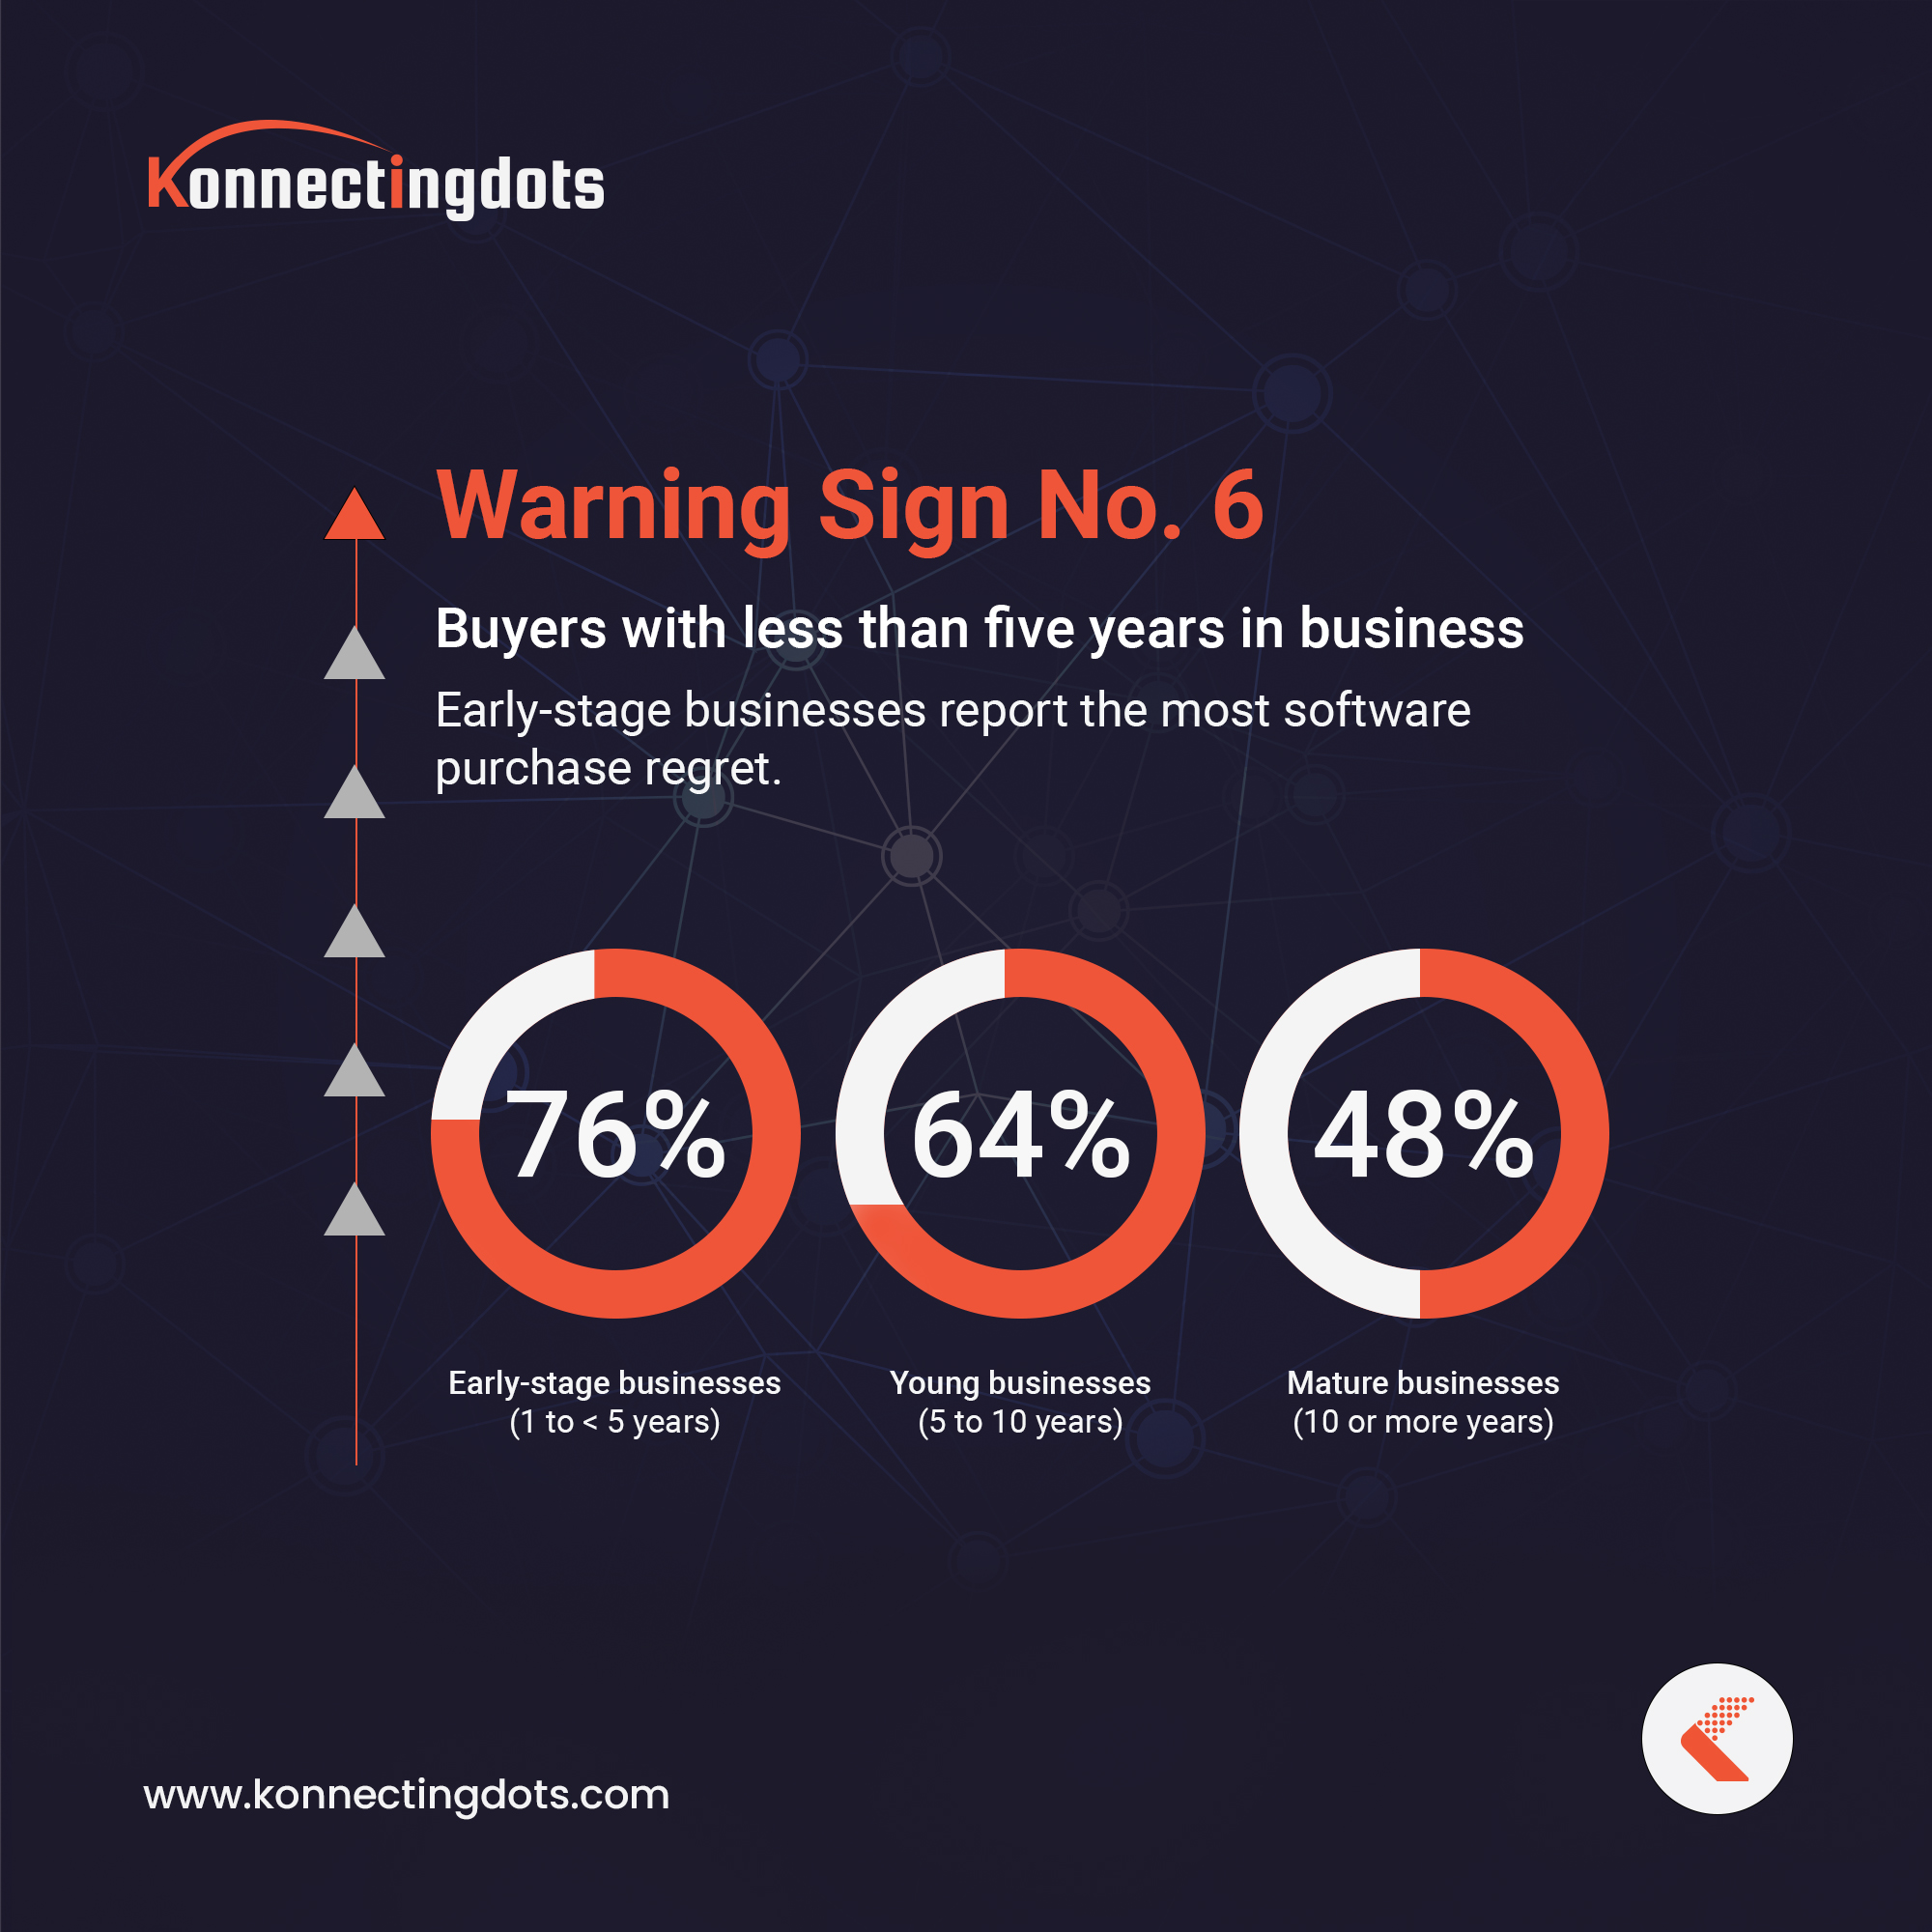 Konnectingdots
Warning Sign No. 6
Buyers with less than five years in business
Early-stage businesses report the most software
purchase regret.
76%
64%
48%
Early-stage businesses
(1 to < 5 years)
Young businesses
(5 to 10 years)
Mature businesses
(10 or more years)
www.konnectingdots.com